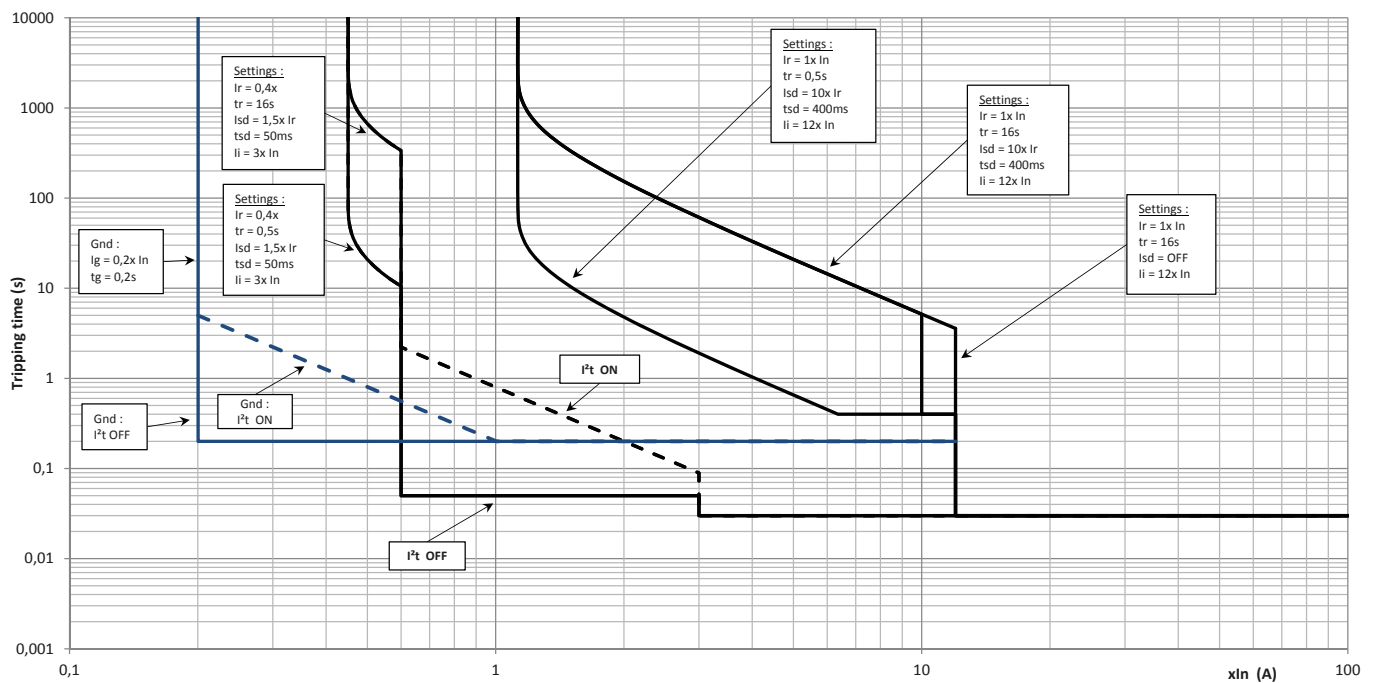 10000
1000
100
10
1
0,1
0,01
0,001
Tripping time (s)
0,1
1
10
100
xIn (A)
Settings :
Ir = 0,4x
tr = 16s
Isd = 1,5x Ir
tsd = 50ms
Ii = 3x In
Settings :
Ir = 0,4x
tr = 0,5s
Isd = 1,5x Ir
tsd = 50ms
Ii = 3x In
Gnd :
Ig = 0,2x In
tg = 0,2s
Gnd :
I²t OFF
Gnd :
I²t ON
I²t ON
I²t OFF
Settings :
Ir = 1x In
tr = 0,5s
Isd = 10x Ir
tsd = 400ms
Ii = 12x In
Settings :
Ir = 1x In
tr = 16s
Isd = 10x Ir
tsd = 400ms
Ii = 12x In
Settings :
Ir = 1x In
tr = 16s
Isd = OFF
Ii = 12x In